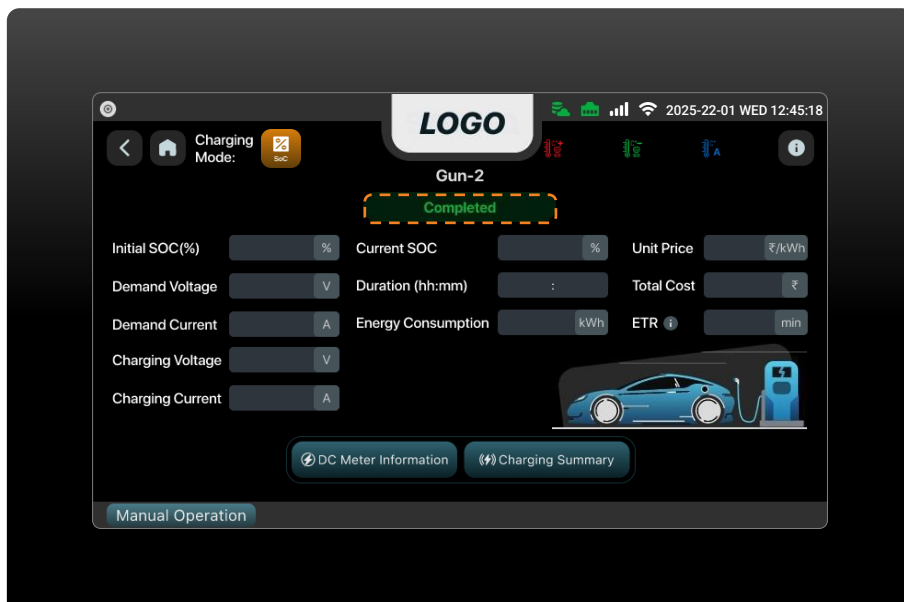 LOGO
2025-22-01 WED 12:45:18
Charging
Mode:
%
SoC
A
Gun-2
Completed
Initial SOC(%) % Current SOC % Unit Price ₹/kWh
Demand Voltage V Duration (hh:mm) : Total Cost ₹
Demand Current A Energy Consumption kWh ETR i min
Charging Voltage V
Charging Current A
DC Meter Information Charging Summary
Manual Operation